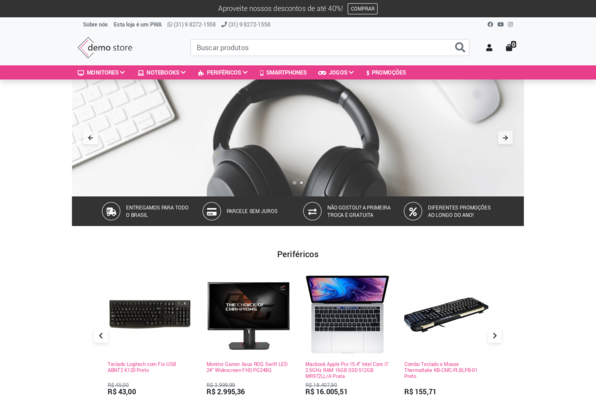 Aproveite nossos descontos de até 40%! COMPRAR
Sobre nós Esta loja é um PWA (31) 9 8272-1558 (31) 9 8272-1558
demo store
Buscar produtos
0
MONITORES NOTEBOOKS PERIFÉRICOS SMARTPHONES JOGOS PROMOÇÕES
ENTREGAMOS PARA TODO
O BRASIL
PARCELE SEM JUROS
NÃO GOSTOU? A PRIMEIRA
TROCA É GRATUITA
DIFERENTES PROMOÇÕES
AO LONGO DO ANO!
Periféricos
THE CHOICE OF
CHAMPIONS
Teclado Logitech com Fio USB
ABNT2 K120 Preto
R$ 45,00
R$ 43,00
Monitor Gamer Asus ROG Swift LED
24" Widescreen FHD PG248Q
R$ 3.999,99
R$ 2.995,36
Macbook Apple Pro 15.4" Intel Core i7
2.6GHz RAM 16GB SSD 512GB
MR972LL/A Prata
R$ 18.407,80
R$ 16.005,51
Combo Teclado e Mouse
Thermaltake KB-CMC-PLBLPB-01
Preto
R$ 155,71